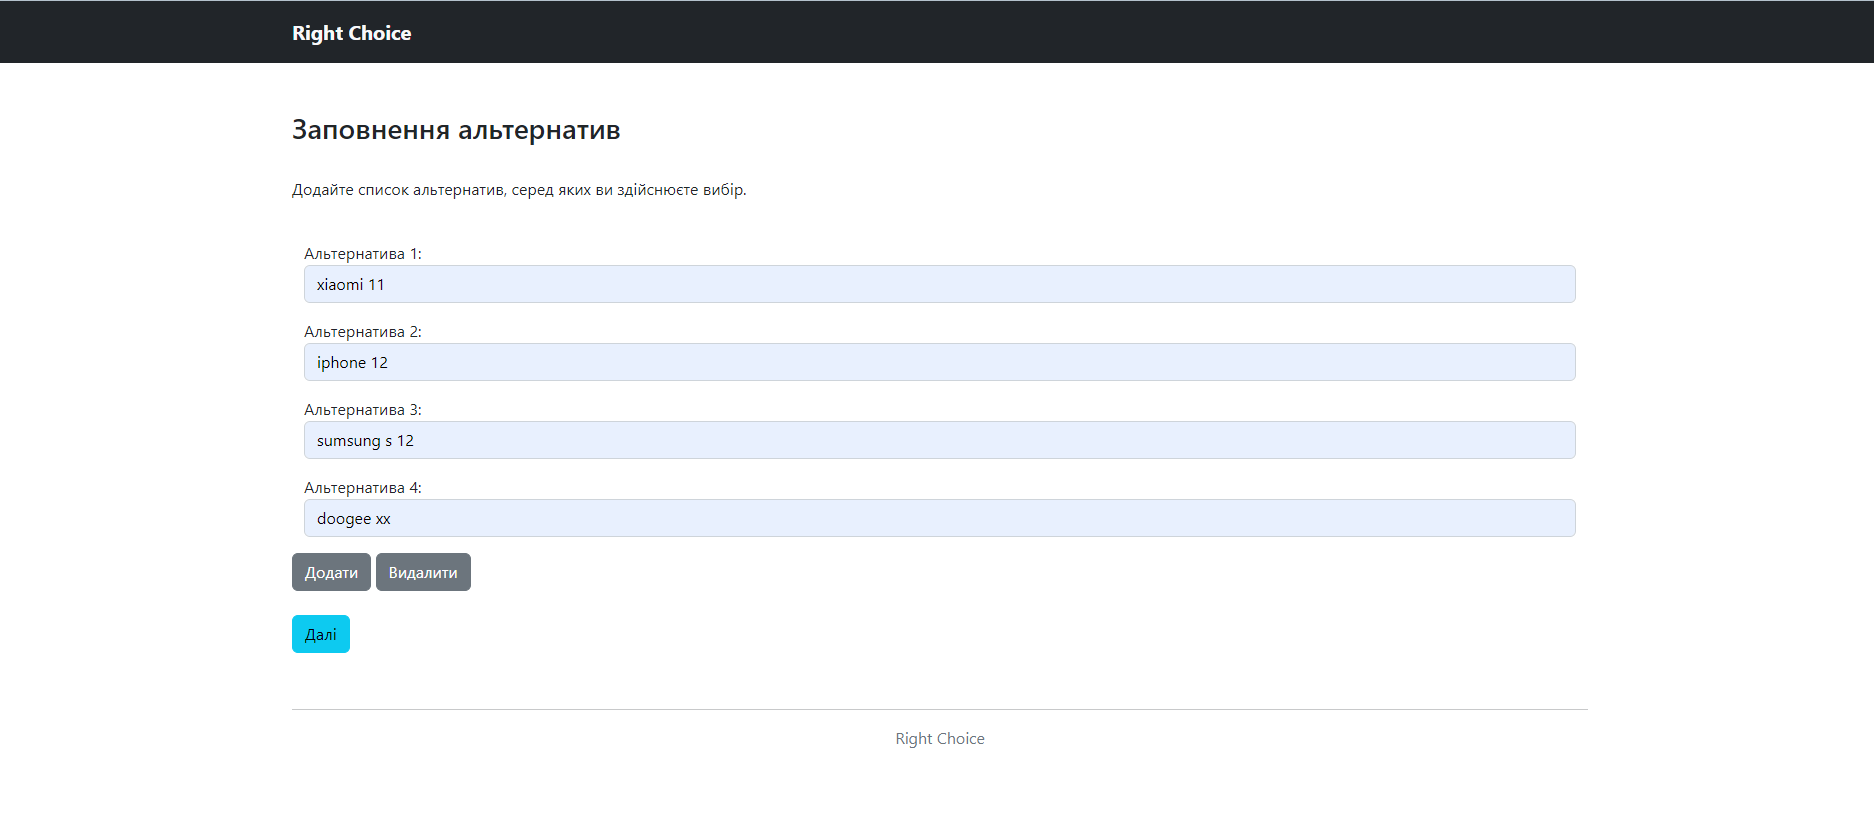 Right Choice
Заповнення альтернатив
Додайте список альтернатив, серед яких ви здійснюєте вибір.
Альтернатива 1:
xiaomi 11
Альтернатива 2:
iphone 12
Альтернатива 3:
sumsung s 12
Альтернатива 4:
doogee xx
Додати Видалити
Далі
Right Choice